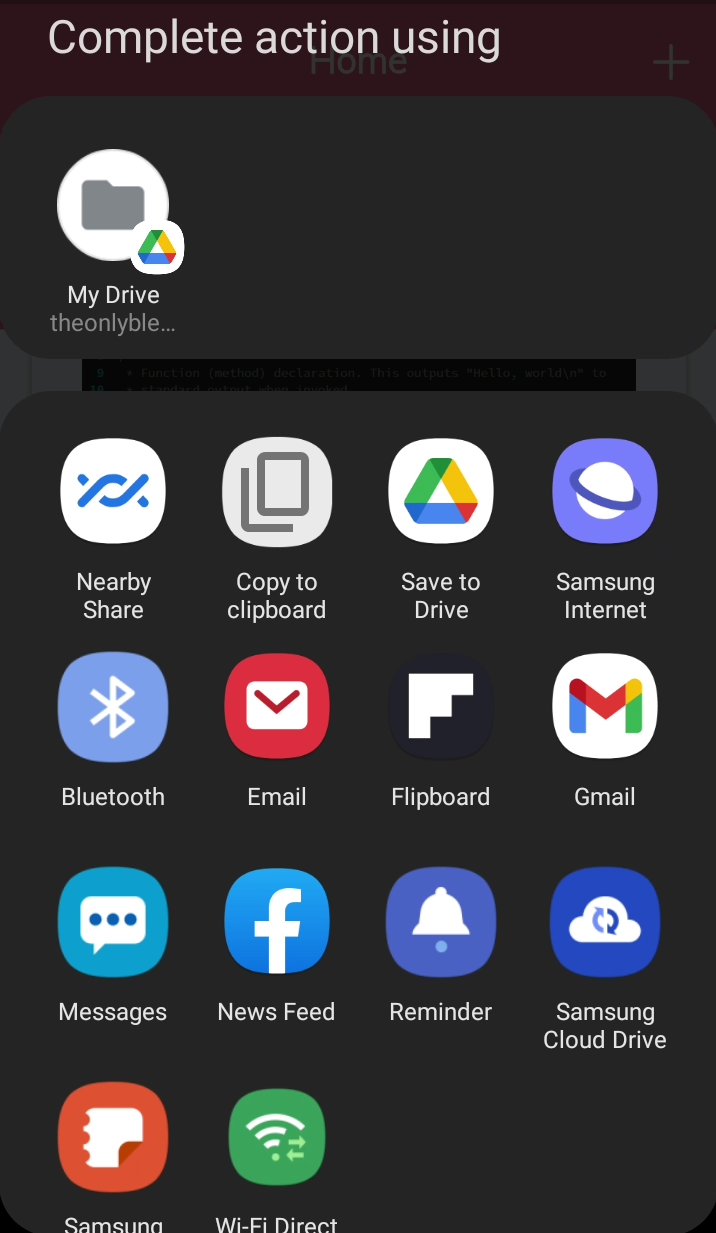 Complete action using
Home
My Drive
theonlyble...
9 * function (method) declaration. This outputs "Hello, world\n" to
10 * standard output when invoked
Nearby
Share
Copy to
clipboard
Save to
Drive
Samsung
Internet
Bluetooth
Email
Flipboard
Gmail
Messages
News Feed
Reminder
Samsung
Cloud Drive
Samsung
Wi-Fi Direct